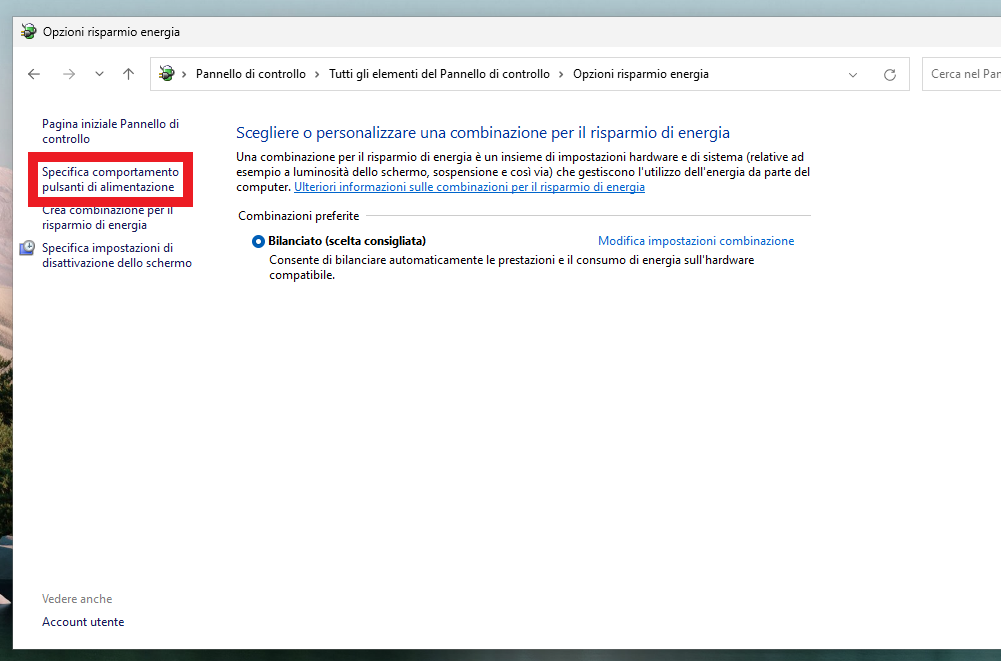 Opzioni risparmio energia
Pannello di controllo > Tutti gli elementi del Pannello di controllo > Opzioni risparmio energia
Cerca nel Pan
Pagina iniziale Pannello di
controllo
Specifica comportamento
pulsanti di alimentazione
Crea combinazione per il
risparmio di energia
Specifica impostazioni di
disattivazione dello schermo
Scegliere o personalizzare una combinazione per il risparmio di energia
Una combinazione per il risparmio di energia è un insieme di impostazioni hardware e di sistema (relative ad
esempio a luminosità dello schermo, sospensione e così via) che gestiscono l'utilizzo dell'energia da parte del
computer. Ulteriori informazioni sulle combinazioni per il risparmio di energia
Combinazioni preferite
Bilanciato (scelta consigliata)
Modifica impostazioni combinazione
Consente di bilanciare automaticamente le prestazioni e il consumo di energia sull'hardware
compatibile.
Vedere anche
Account utente